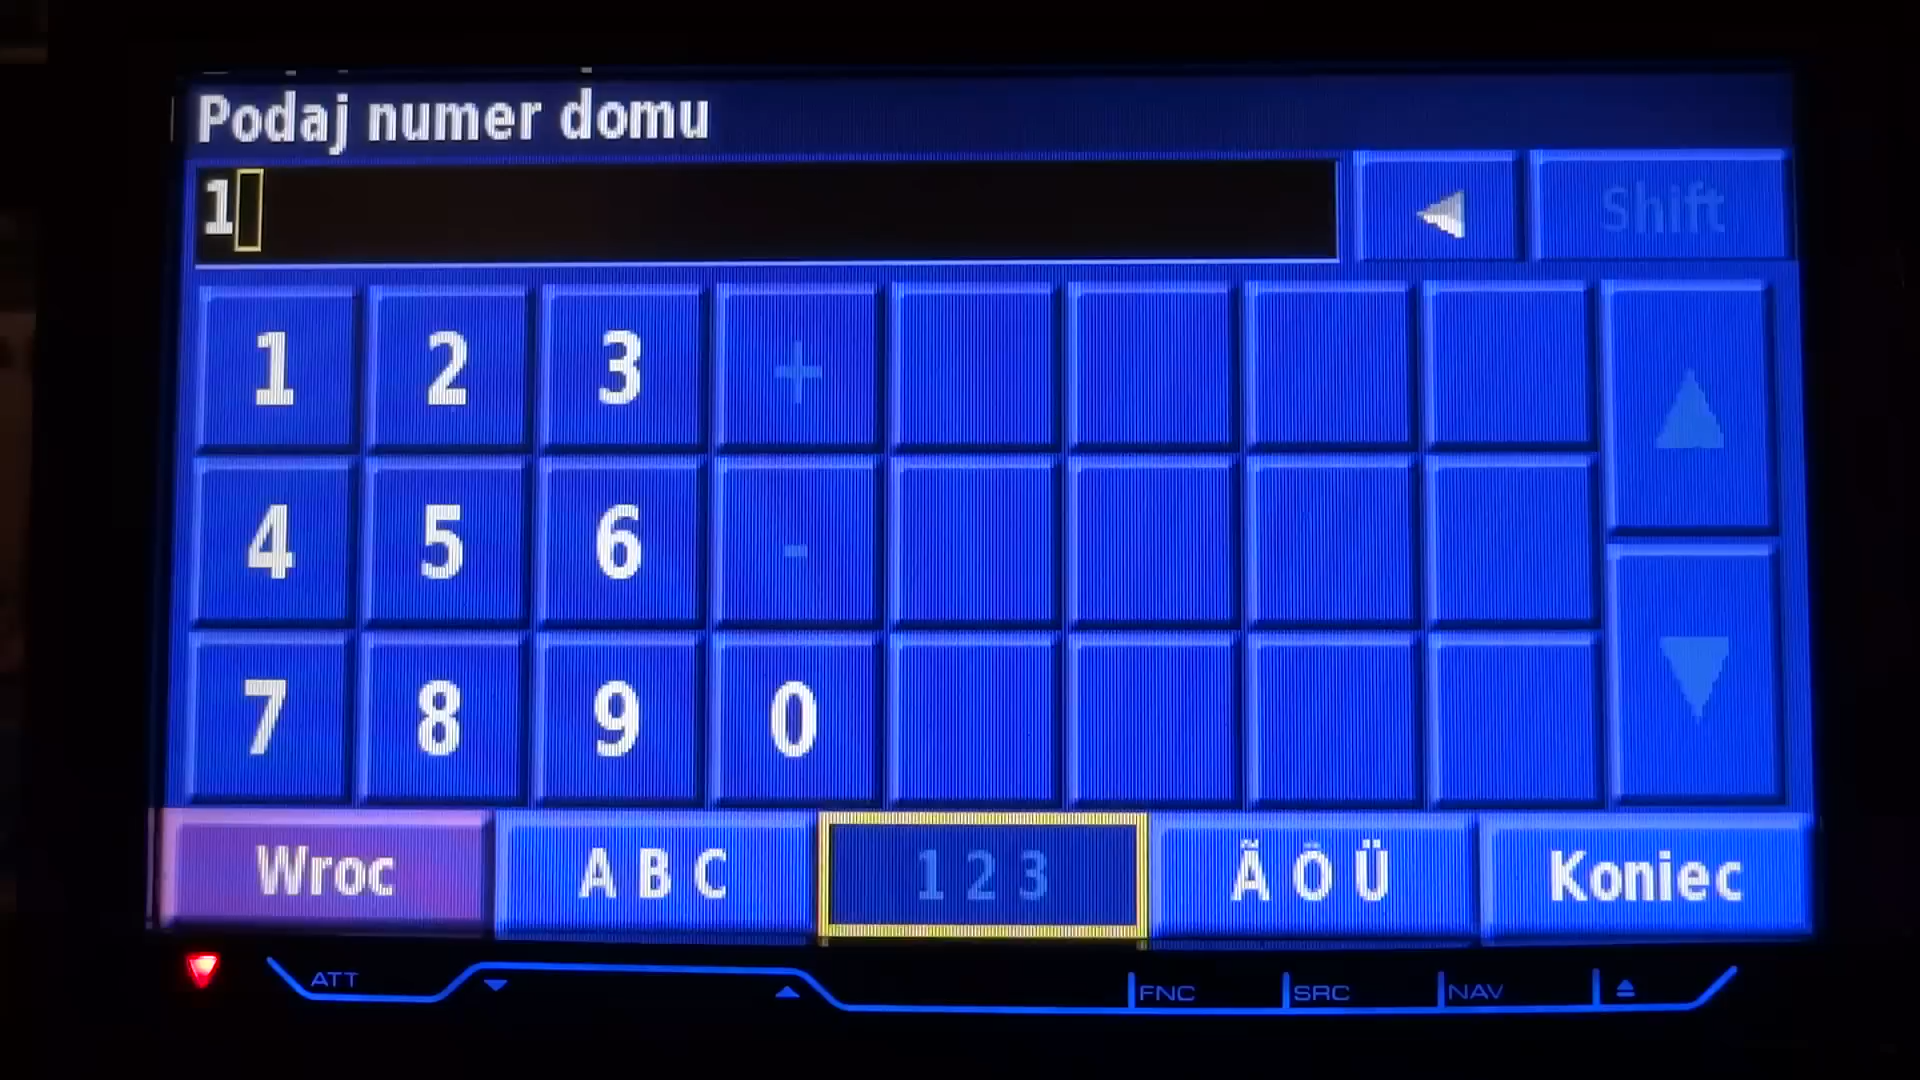 Podaj numer domu
1 Shift
1 2 3 +
4 5 6 -
7 8 9 0
Wroc A B C 1 2 3 Ã Õ Ü Koniec
ATT FNC SRC NAV